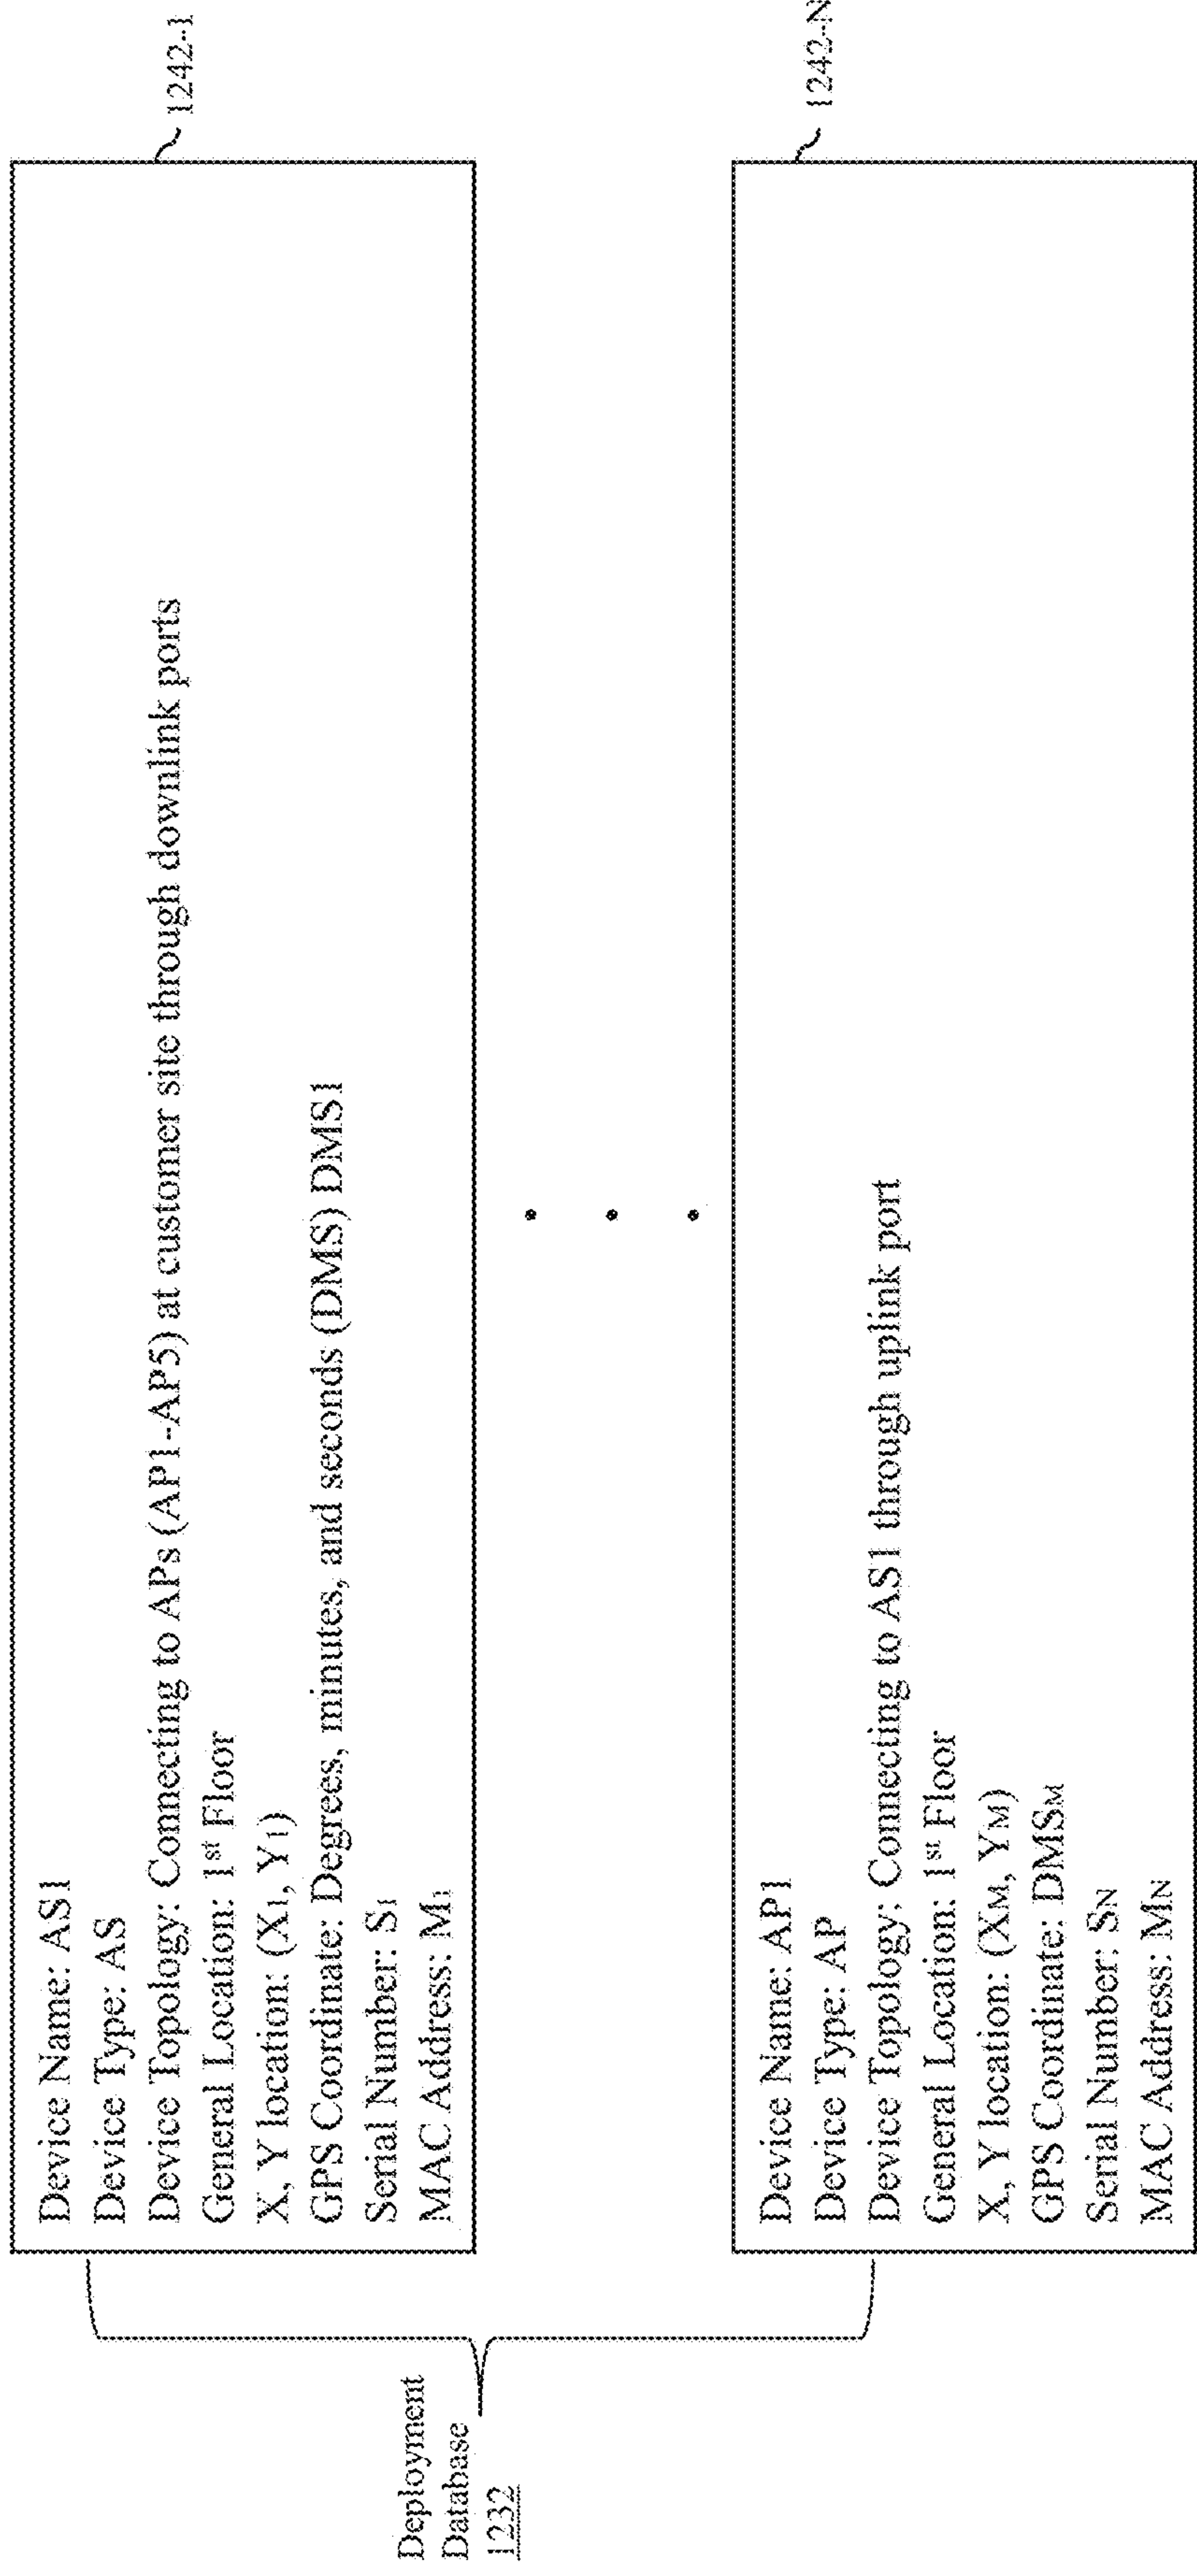 Deployment
Database
1232
1242-1
Device Name: AS1
Device Type: AS
Device Topology: Connecting to APs (AP1-AP5) at customer site through downlink ports
General Location: 1st Floor
X, Y location: (X1, Y1)
GPS Coordinate: Degrees, minutes, and seconds (DMS) DMS1
Serial Number: S1
MAC Address: M1
1242-N
Device Name: AP1
Device Type: AP
Device Topology: Connecting to AS1 through uplink port
General Location: 1st Floor
X, Y location: (XM, YM)
GPS Coordinate: DMSM
Serial Number: SN
MAC Address: MN